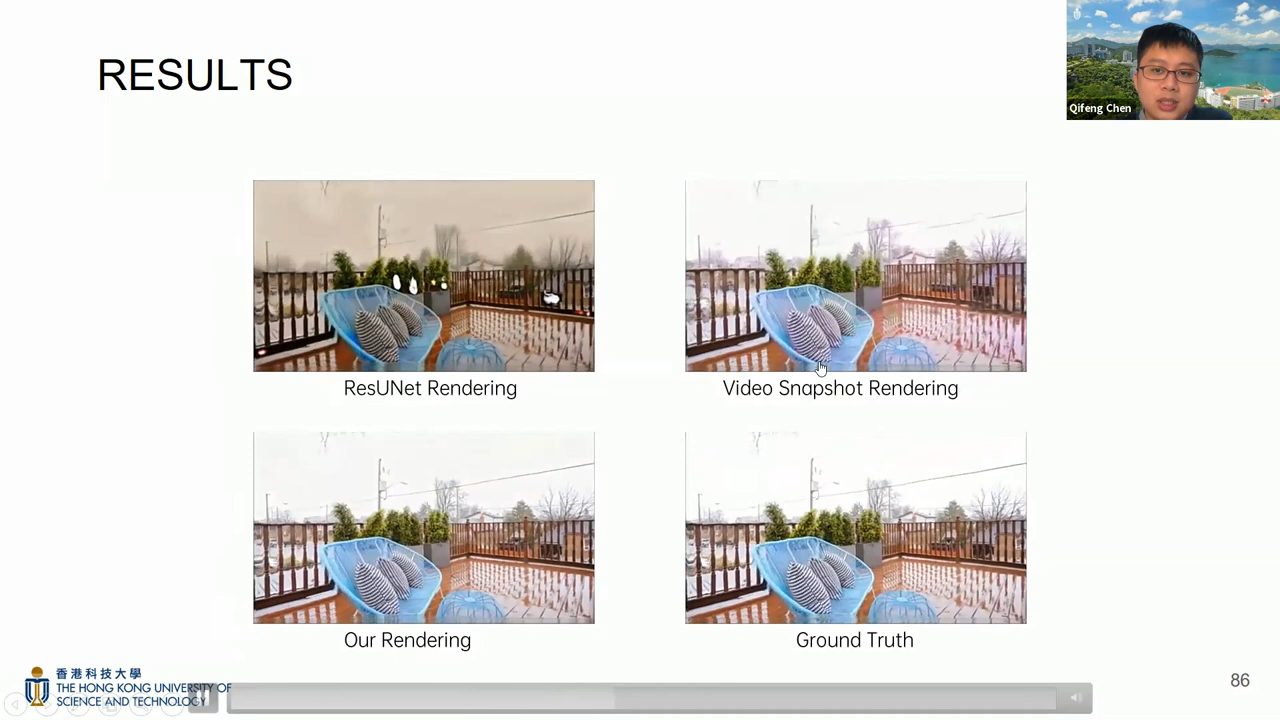 RESULTS
Qifeng Chen
ResUNet Rendering
Video Snapshot Rendering
Our Rendering
Ground Truth
香港科技大學
THE HONG KONG UNIVERSITY OF
SCIENCE AND TECHNOLOGY
86